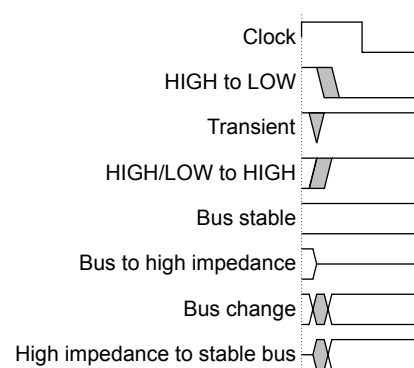 Clock
HIGH to LOW
Transient
HIGH/LOW to HIGH
Bus stable
Bus to high impedance
Bus change
High impedance to stable bus